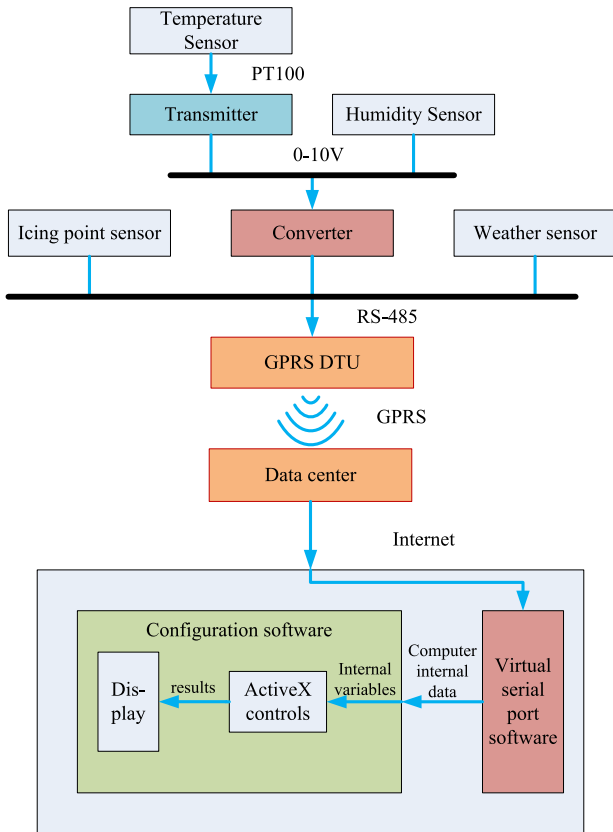 Temperature
Sensor
PT100
Transmitter
Humidity Sensor
0-10V
Icing point sensor
Converter
Weather sensor
RS-485
GPRS DTU
GPRS
Data center
Internet
Configuration software
Dis-
play
results
ActiveX
controls
Internal
variables
Computer
internal
data
Virtual
serial
port
software